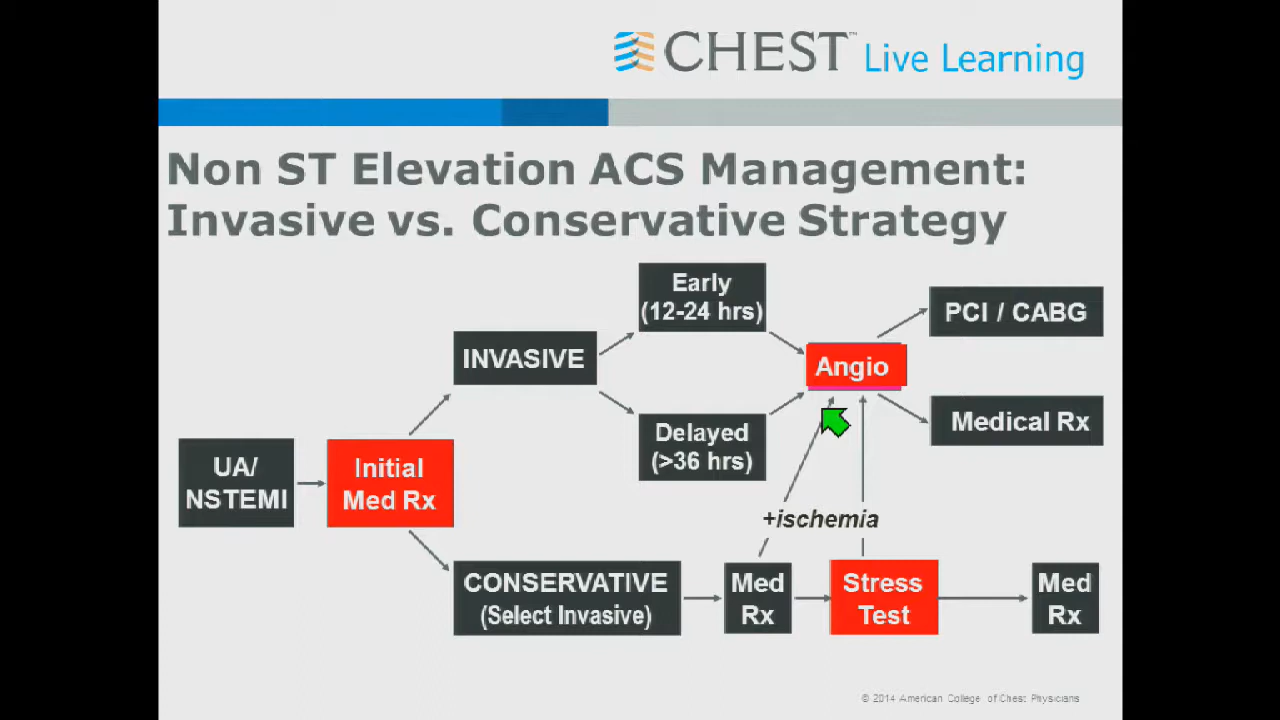 CHEST™ Live Learning
Non ST Elevation ACS Management:
Invasive vs. Conservative Strategy
Early
(12-24 hrs)
PCI / CABG
INVASIVE
Angio
Delayed
(>36 hrs)
Medical Rx
UA/
NSTEMI
Initial
Med Rx
+ischemia
CONSERVATIVE
(Select Invasive)
Med
Rx
Stress
Test
Med
Rx
© 2014 American College of Chest Physicians